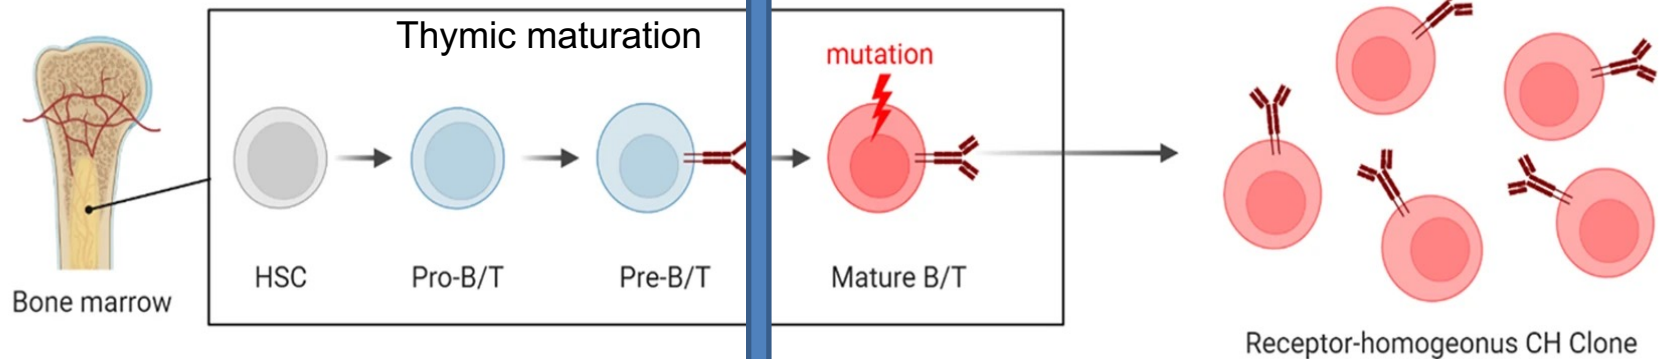 Thymic maturation
mutation
HSC
Pro-B/T
Pre-B/T
Mature B/T
Bone marrow
Receptor-homogeonus CH Clone